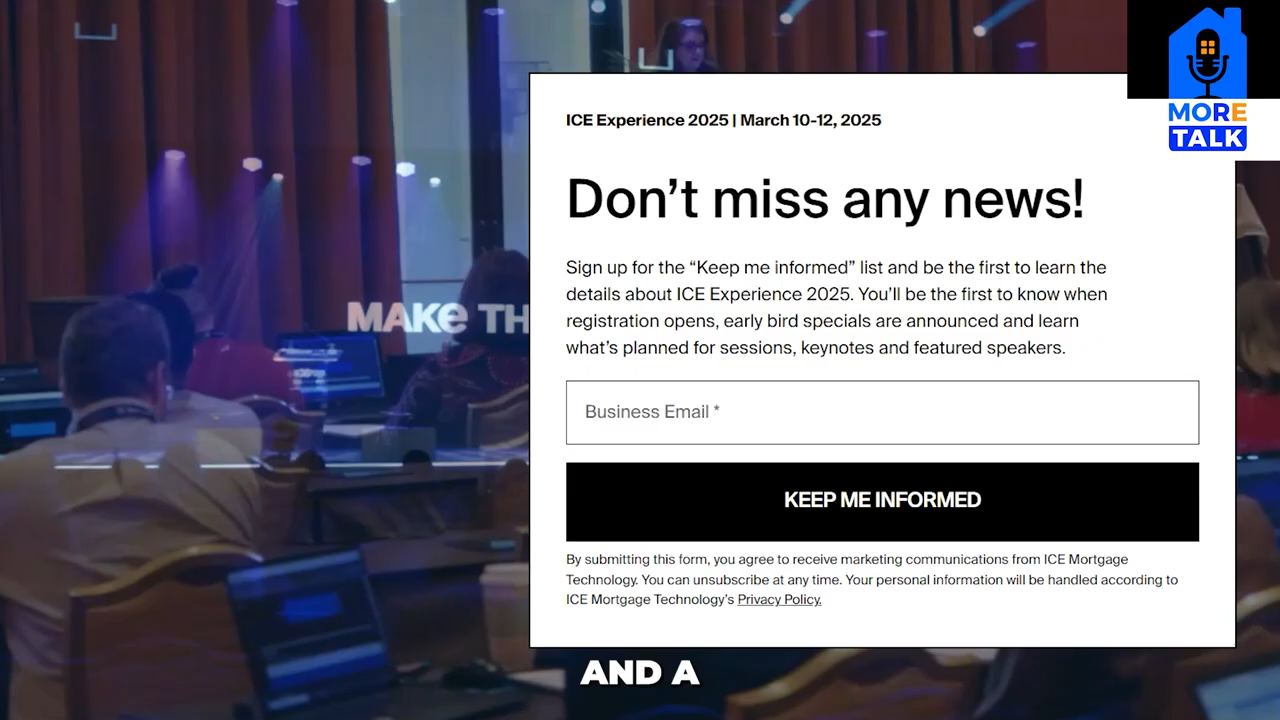 MORE
TALK
ICE Experience 2025 | March 10-12, 2025
Don’t miss any news!
Sign up for the “Keep me informed” list and be the first to learn the
details about ICE Experience 2025. You’ll be the first to know when
registration opens, early bird specials are announced and learn
what’s planned for sessions, keynotes and featured speakers.
MAKe TH
Business Email *
KEEP ME INFORMED
By submitting this form, you agree to receive marketing communications from ICE Mortgage
Technology. You can unsubscribe at any time. Your personal information will be handled according to
ICE Mortgage Technology’s Privacy Policy.
AND A